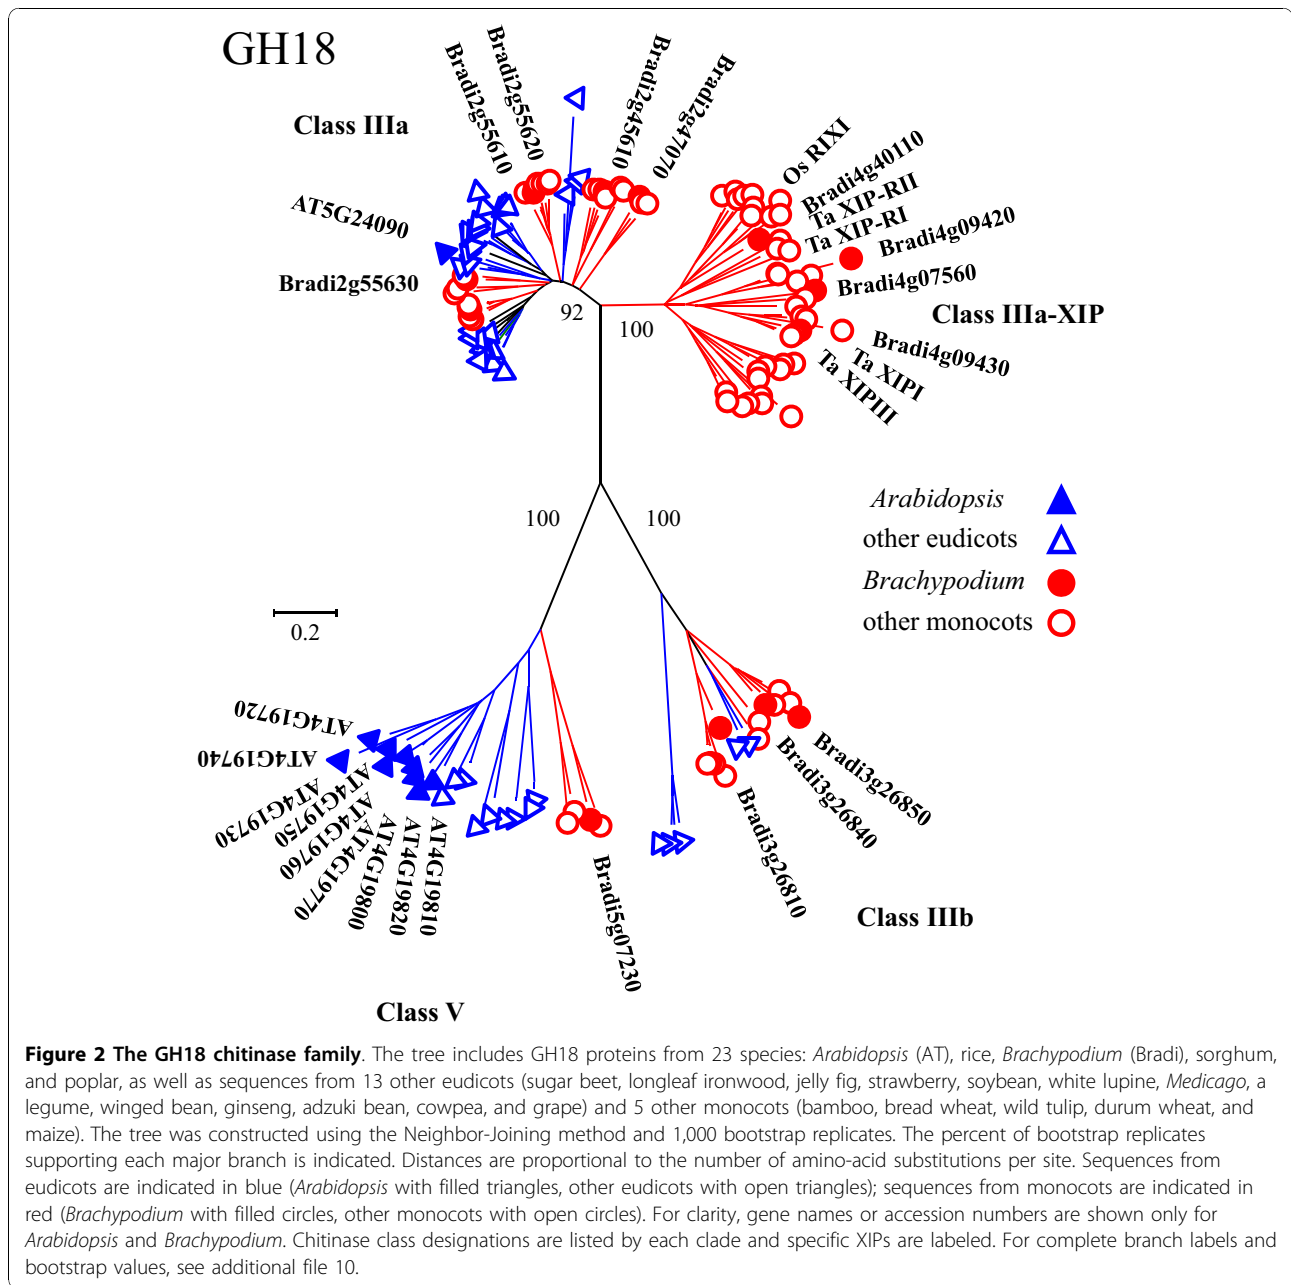 GH18
Class IIIa
Bradi2g55610
Bradi2g55620
Bradi2g45610
Bradi2g47070
AT5G24090
Bradi2g55630
Os RIXI
Bradi4g40110
Ta XIP-RII
Ta XIP-RI
Bradi4g09420
Bradi4g07560
Class IIIa-XIP
Bradi4g09430
Ta XIPI
Ta XIPIII
92
100
100
100
Arabidopsis
other eudicots
Brachypodium
other monocots
0.2
AT4G19720
AT4G19740
AT4G19730
AT4G19750
AT4G19760
AT4G19770
AT4G19800
AT4G19820
AT4G19810
Bradi5g07230
Bradi3g26810
Bradi3g26840
Bradi3g26850
Class IIIb
Class V
Figure 2 The GH18 chitinase family. The tree includes GH18 proteins from 23 species: Arabidopsis (AT), rice, Brachypodium (Bradi), sorghum,
and poplar, as well as sequences from 13 other eudicots (sugar beet, longleaf ironwood, jelly fig, strawberry, soybean, white lupine, Medicago, a
legume, winged bean, ginseng, adzuki bean, cowpea, and grape) and 5 other monocots (bamboo, bread wheat, wild tulip, durum wheat, and
maize). The tree was constructed using the Neighbor-Joining method and 1,000 bootstrap replicates. The percent of bootstrap replicates
supporting each major branch is indicated. Distances are proportional to the number of amino-acid substitutions per site. Sequences from
eudicots are indicated in blue (Arabidopsis with filled triangles, other eudicots with open triangles); sequences from monocots are indicated in
red (Brachypodium with filled circles, other monocots with open circles). For clarity, gene names or accession numbers are shown only for
Arabidopsis and Brachypodium. Chitinase class designations are listed by each clade and specific XIPs are labeled. For complete branch labels and
bootstrap values, see additional file 10.